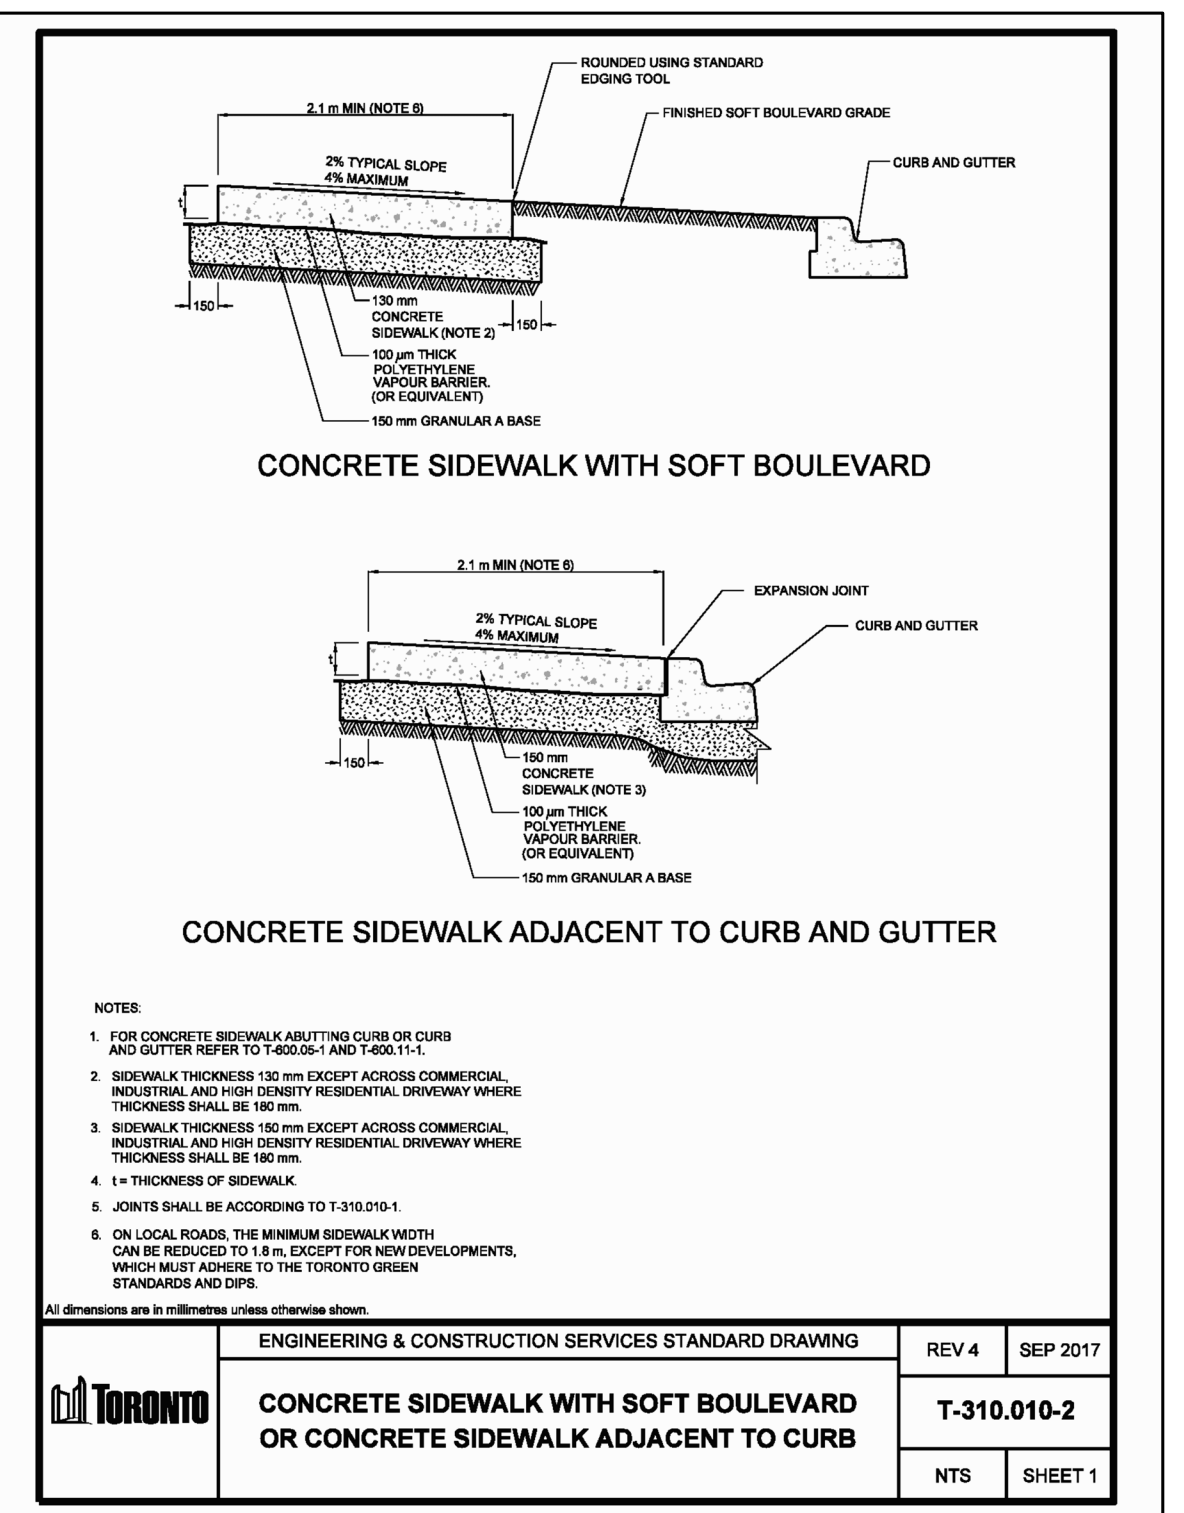 ROUNDED USING STANDARD
EDGING TOOL
2.1 m MIN (NOTE 6)
FINISHED SOFT BOULEVARD GRADE
2% TYPICAL SLOPE
4% MAXIMUM
CURB AND GUTTER
t
150
130 mm
CONCRETE
SIDEWALK (NOTE 2)
150
100 µm THICK
POLYETHYLENE
VAPOUR BARRIER.
(OR EQUIVALENT)
150 mm GRANULAR A BASE
CONCRETE SIDEWALK WITH SOFT BOULEVARD
2.1 m MIN (NOTE 6)
EXPANSION JOINT
2% TYPICAL SLOPE
4% MAXIMUM
CURB AND GUTTER
t
150
150 mm
CONCRETE
SIDEWALK (NOTE 3)
100 µm THICK
POLYETHYLENE
VAPOUR BARRIER.
(OR EQUIVALENT)
150 mm GRANULAR A BASE
CONCRETE SIDEWALK ADJACENT TO CURB AND GUTTER
NOTES:
1. FOR CONCRETE SIDEWALK ABUTTING CURB OR CURB
AND GUTTER REFER TO T-600.05-1 AND T-600.11-1.
2. SIDEWALK THICKNESS 130 mm EXCEPT ACROSS COMMERCIAL,
INDUSTRIAL AND HIGH DENSITY RESIDENTIAL DRIVEWAY WHERE
THICKNESS SHALL BE 180 mm.
3. SIDEWALK THICKNESS 150 mm EXCEPT ACROSS COMMERCIAL,
INDUSTRIAL AND HIGH DENSITY RESIDENTIAL DRIVEWAY WHERE
THICKNESS SHALL BE 180 mm.
4. t = THICKNESS OF SIDEWALK.
5. JOINTS SHALL BE ACCORDING TO T-310.010-1.
6. ON LOCAL ROADS, THE MINIMUM SIDEWALK WIDTH
CAN BE REDUCED TO 1.8 m, EXCEPT FOR NEW DEVELOPMENTS,
WHICH MUST ADHERE TO THE TORONTO GREEN
STANDARDS AND DIPS.
All dimensions are in millimetres unless otherwise shown.
TORONTO
ENGINEERING & CONSTRUCTION SERVICES STANDARD DRAWING
CONCRETE SIDEWALK WITH SOFT BOULEVARD
OR CONCRETE SIDEWALK ADJACENT TO CURB
REV 4
SEP 2017
T-310.010-2
NTS
SHEET 1